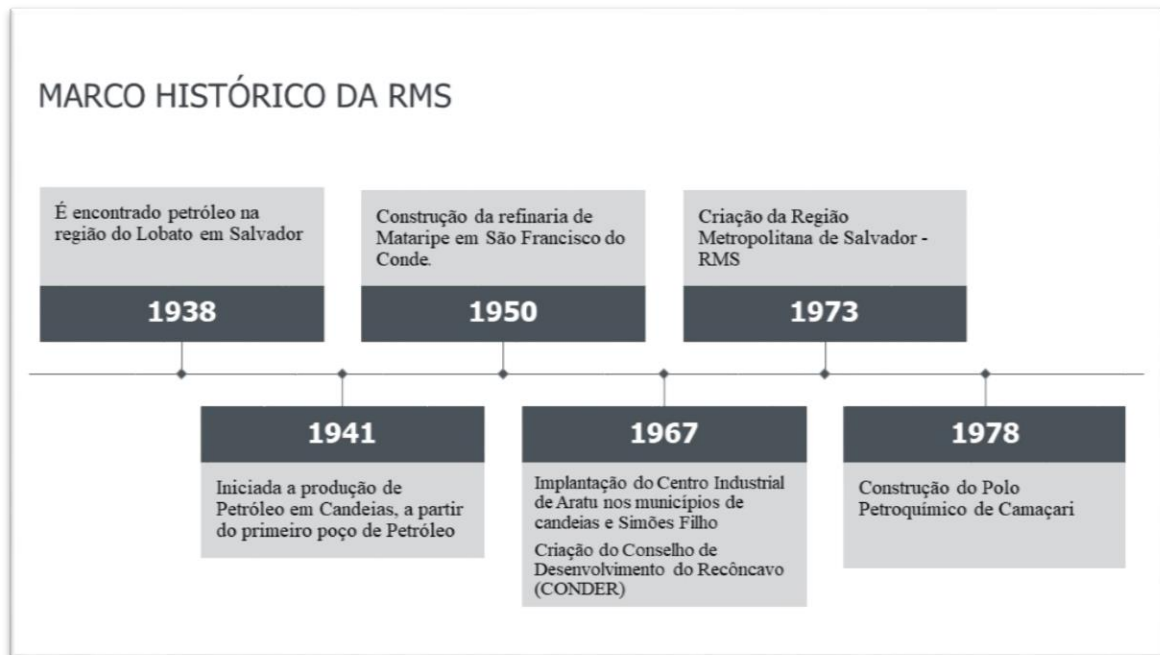 MARCO HISTÓRICO DA RMS
É encontrado petróleo na
região do Lobato em Salvador
1938
Construção da refinaria de
Mataripe em São Francisco do
Conde.
1950
Criação da Região
Metropolitana de Salvador -
RMS
1973
1941
Iniciada a produção de
Petróleo em Candeias, a partir
do primeiro poço de Petróleo
1967
Implantação do Centro Industrial
de Aratu nos municípios de
candeias e Simões Filho
Criação do Conselho de
Desenvolvimento do Recôncavo
(CONDER)
1978
Construção do Polo
Petroquímico de Camaçari